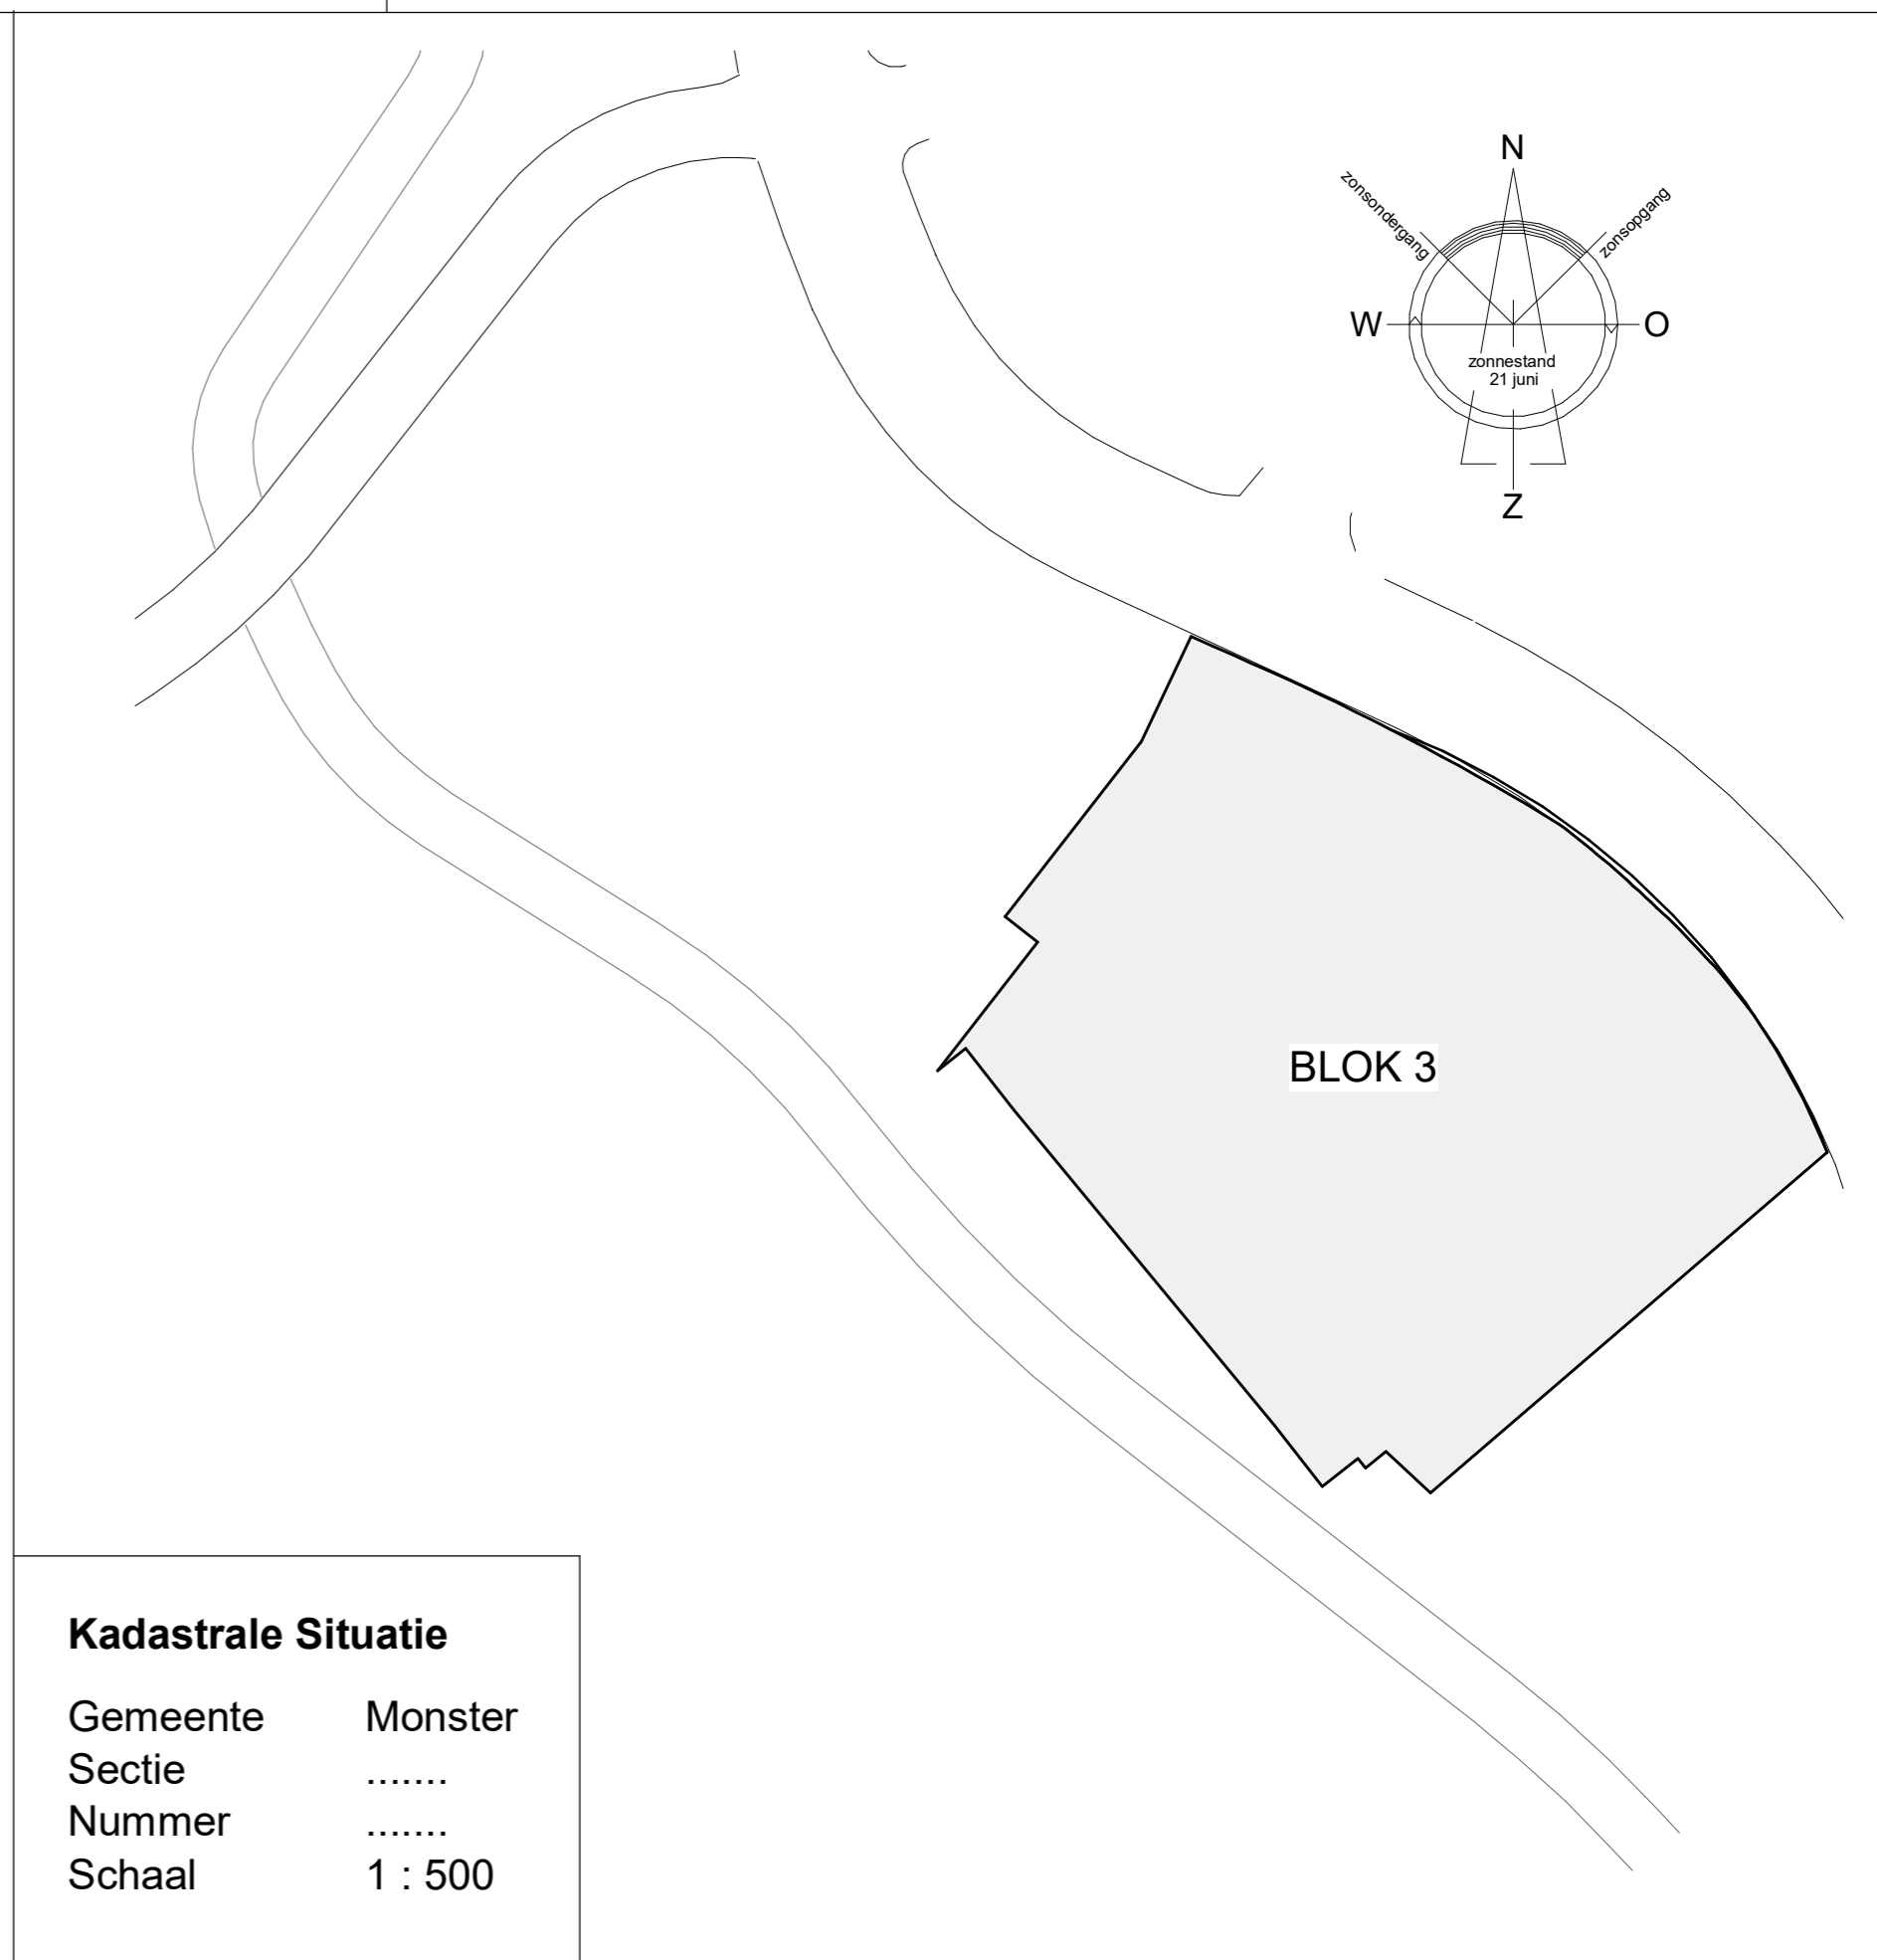 N
zonsondergang
zonsopgang
W
O
zonnestand
21 juni
Z
BLOK 3
Kadastrale Situatie
Gemeente Monster
Sectie .......
Nummer .......
Schaal 1 : 500